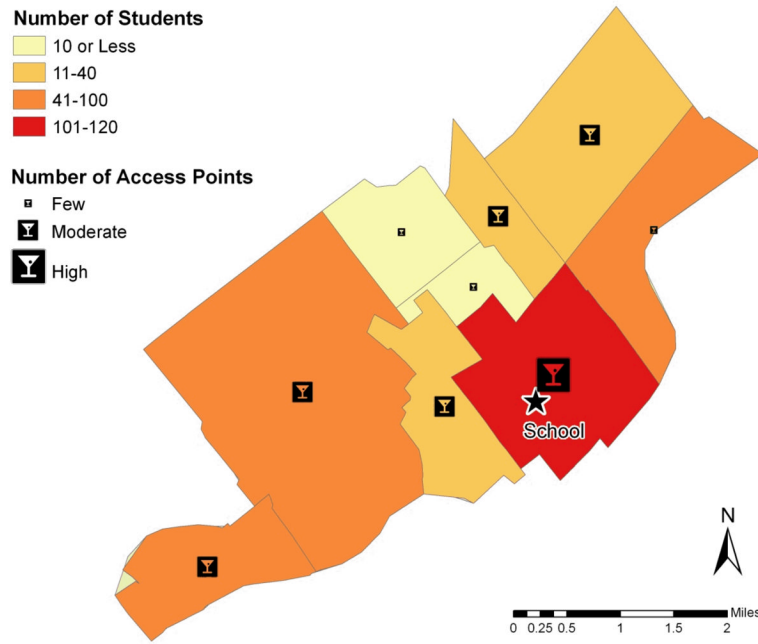 Number of Students
10 or Less
11-40
41-100
101-120
Number of Access Points
Few
Moderate
High
School
N
Miles
0 0.25 0.5 1 1.5 2